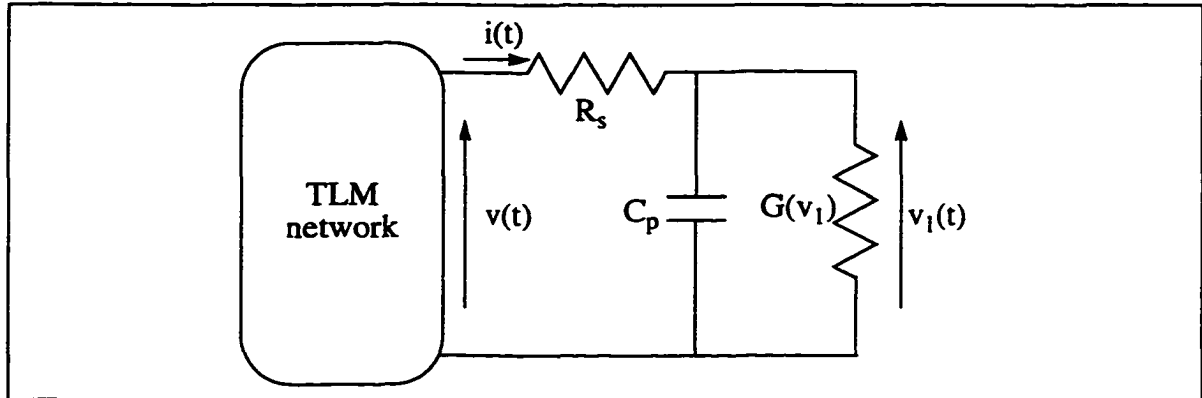 i(t)
R_s
TLM
network
v(t)
C_p
G(v_1)
v_1(t)